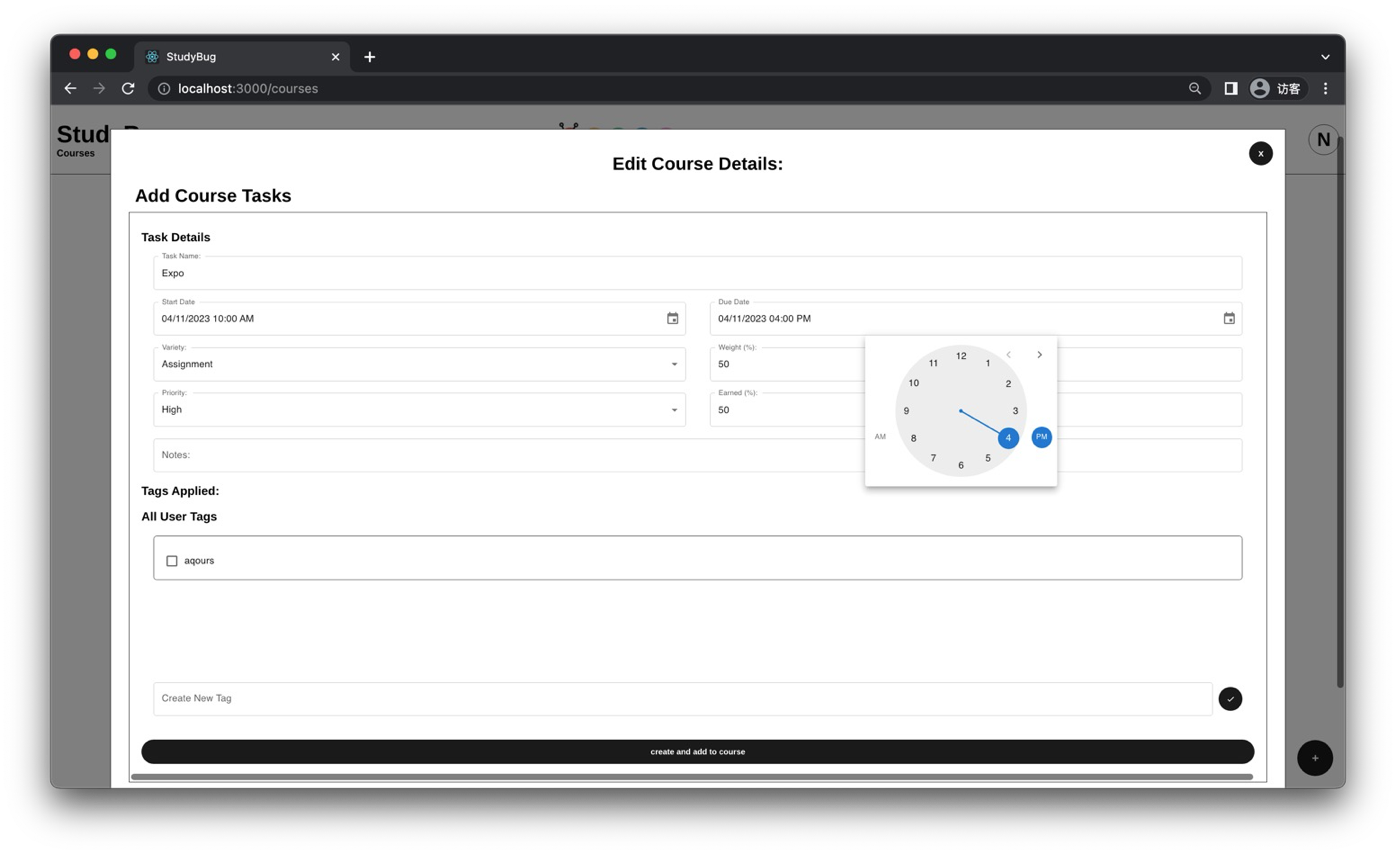 StudyBug
localhost:3000/courses
访客
Stud
Courses
N
Edit Course Details:
x
Add Course Tasks
Task Details
Task Name:
Expo
Start Date
04/11/2023 10:00 AM
Due Date
04/11/2023 04:00 PM
Variety:
Assignment
Weight (%):
50
Priority:
High
Earned (%):
50
Notes:
12
11
1
10
2
9
3
8
4
7
5
6
AM
PM
Tags Applied:
All User Tags
aqours
Create New Tag
create and add to course
+